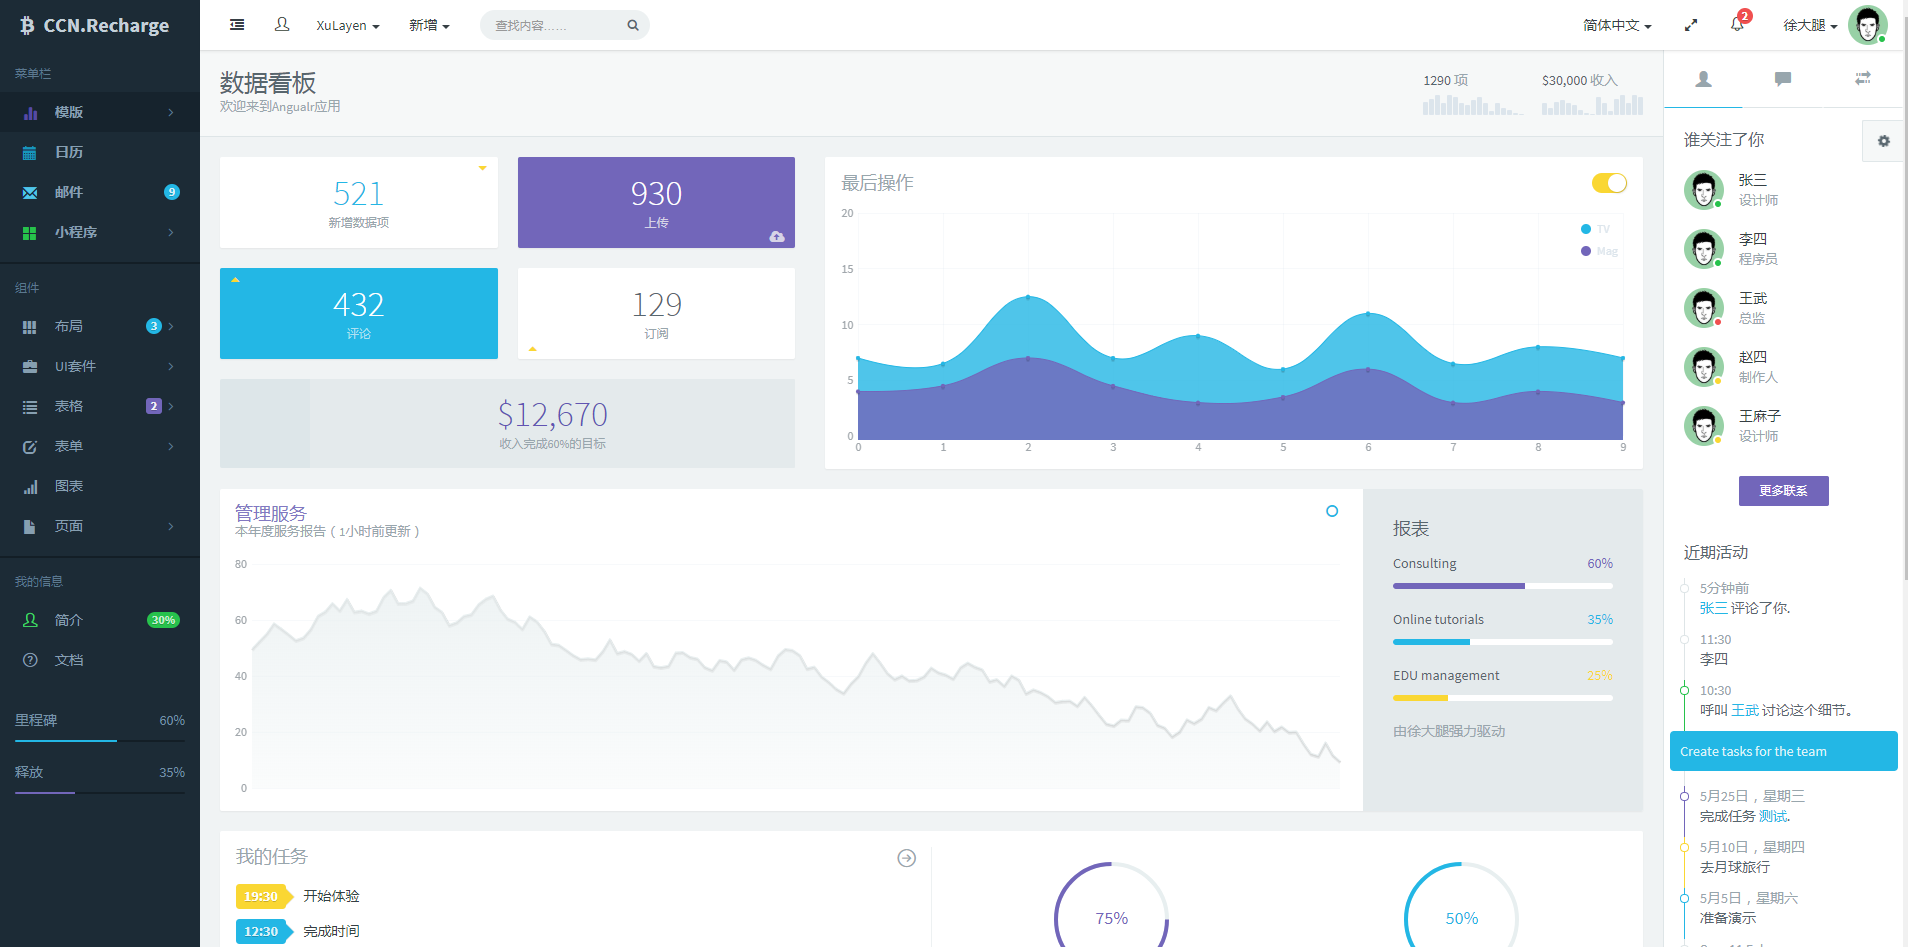 CCN.Recharge
XuLayen
新增
查找内容......
简体中文
2
徐大腿
菜单栏
模版
日历
邮件 9
小程序
组件
布局 3
UI套件
表格 2
表单
图表
页面
我的信息
简介 30%
文档
里程碑 60%
释放 35%
数据看板
欢迎来到Angualr应用
1290 项
$30,000 收入
521
新增数据项
930
上传
432
评论
129
订阅
$12,670
收入完成60%的目标
最后操作
TV
Mag
20
15
10
5
0
0 1 2 3 4 5 6 7 8 9
管理服务
本年度服务报告（1小时前更新）
80
60
40
20
0
报表
Consulting 60%
Online tutorials 35%
EDU management 25%
由徐大腿强力驱动
我的任务
19:30 开始体验
12:30 完成时间
75%
50%
谁关注了你
张三
设计师
李四
程序员
王武
总监
赵四
制作人
王麻子
设计师
更多联系
近期活动
5分钟前
张三 评论了你.
11:30
李四
10:30
呼叫 王武 讨论这个细节。
Create tasks for the team
5月25日，星期三
完成任务 测试.
5月10日，星期四
去月球旅行
5月5日，星期六
准备演示